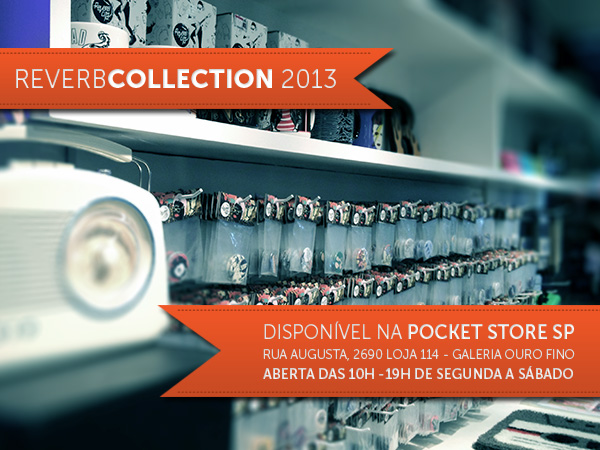 REVERBCOLLECTION 2013
DISPONÍVEL NA POCKET STORE SP
RUA AUGUSTA, 2690 LOJA 114 - GALERIA OURO FINO
ABERTA DAS 10H -19H DE SEGUNDA A SÁBADO